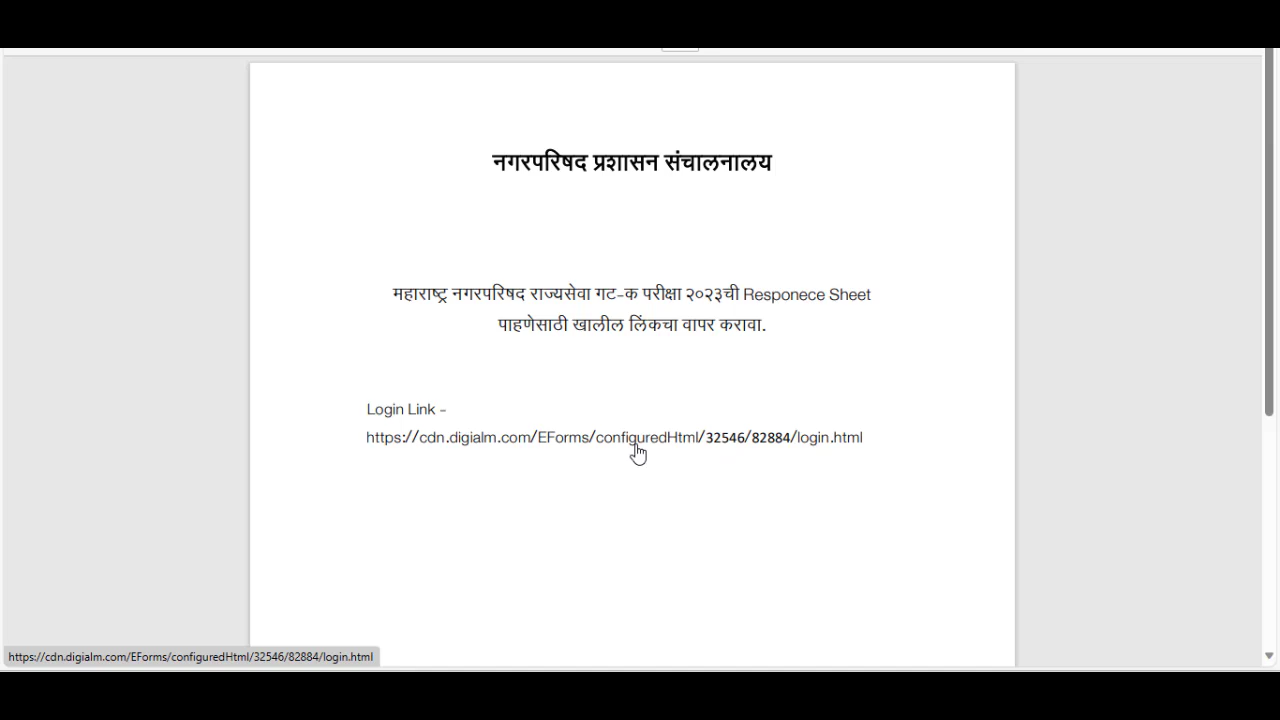 नगरपरिषद प्रशासन संचालनालय
महाराष्ट्र नगरपरिषद राज्यसेवा गट-क परीक्षा २०२३ची Responece Sheet
पाहणेसाठी खालील लिंकचा वापर करावा.
Login Link -
https://cdn.digialm.com/EForms/configuredHtml/32546/82884/login.html
https://cdn.digialm.com/EForms/configuredHtml/32546/82884/login.html